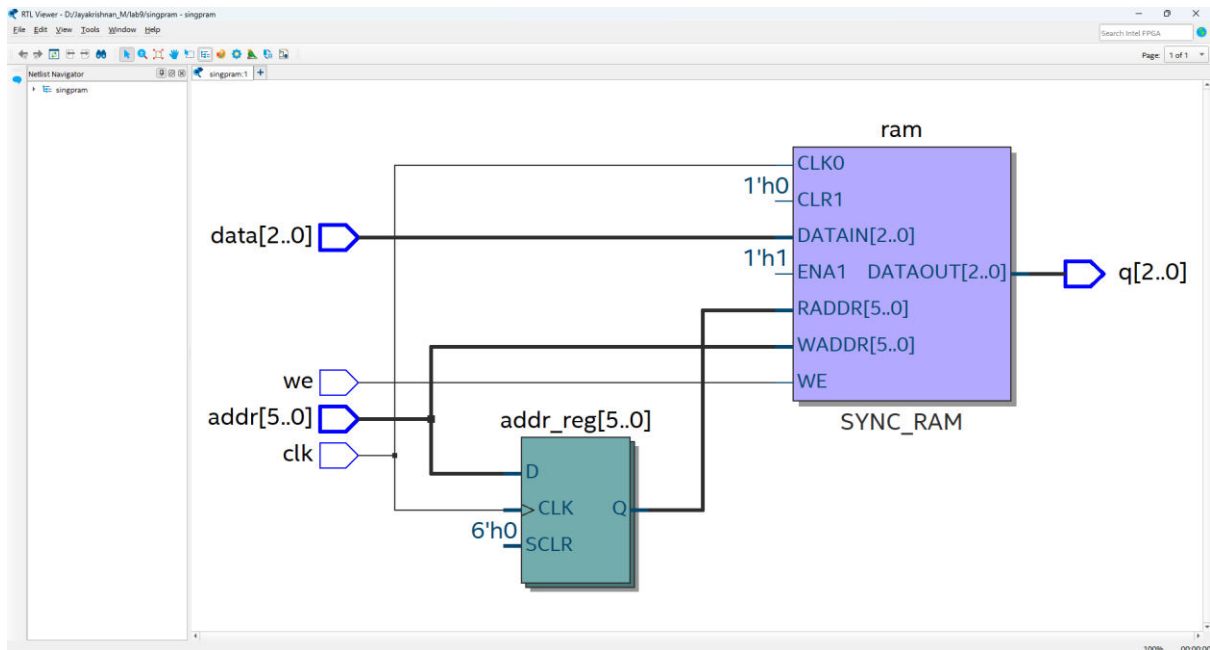 RTL Viewer - D:/Jayakrishnan_M/lab9/singpram - singpram
File Edit View Tools Window Help
Search Intel FPGA
Page: 1 of 1
Netlist Navigator
singpram:1
singpram
ram
CLK0
1'h0
CLR1
data[2..0]
DATAIN[2..0]
1'h1
ENA1 DATAOUT[2..0]
q[2..0]
RADDR[5..0]
WADDR[5..0]
we
WE
addr[5..0]
addr_reg[5..0]
SYNC_RAM
clk
D
CLK Q
6'h0
SCLR
100% 00:00:00